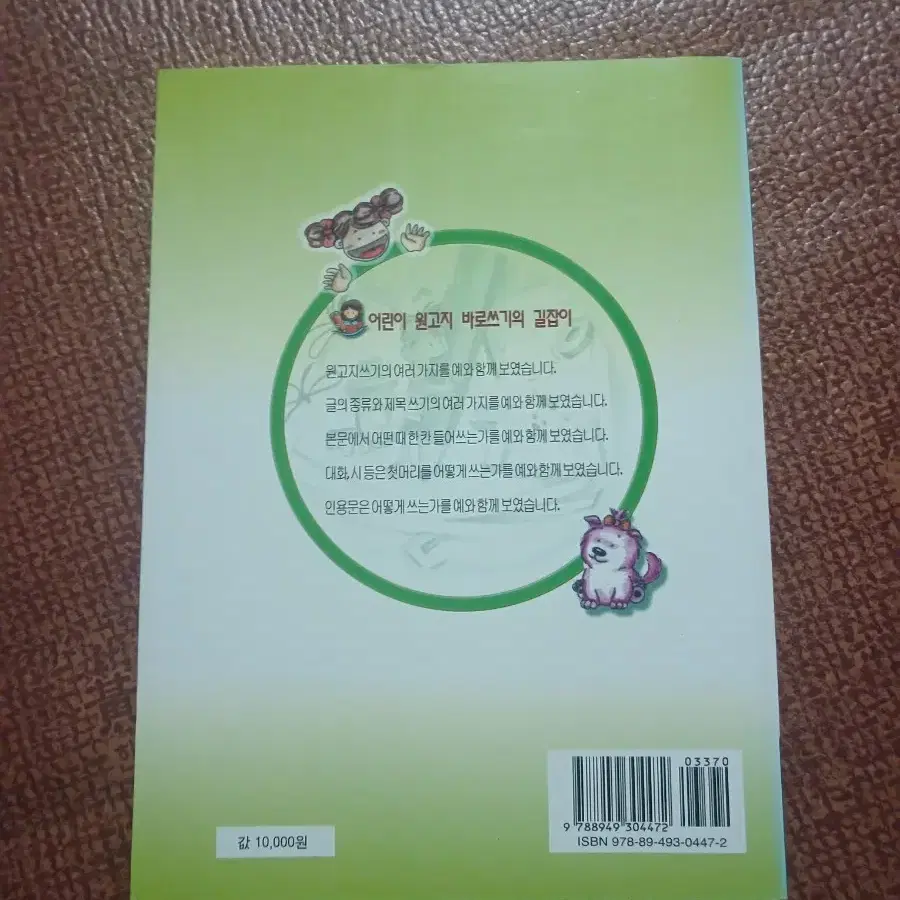 어린이 원고지 바로쓰기의 길잡이
원고지쓰기의 여러 가지를 예와 함께 보였습니다.
글의 종류와 제목 쓰기의 여러 가지를 예와 함께 보였습니다.
본문에서 어떤 때 한 칸 들어쓰는가를 예와 함께 보였습니다.
대화, 시 등은 첫머리를 어떻게 쓰는가를 예와 함께 보였습니다.
인용문은 어떻게 쓰는가를 예와 함께 보였습니다.
03370
9 788949 304472
ISBN 978-89-493-0447-2
값 10,000원